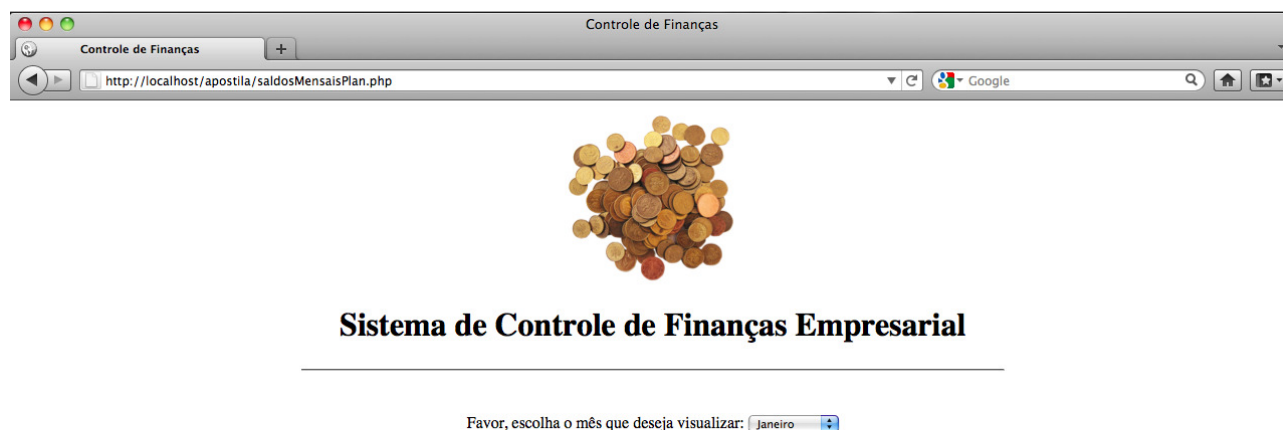 Controle de Finanças
Controle de Finanças +
http://localhost/apostila/saldosMensaisPlan.php Google
Sistema de Controle de Finanças Empresarial
Favor, escolha o mês que deseja visualizar: Janeiro